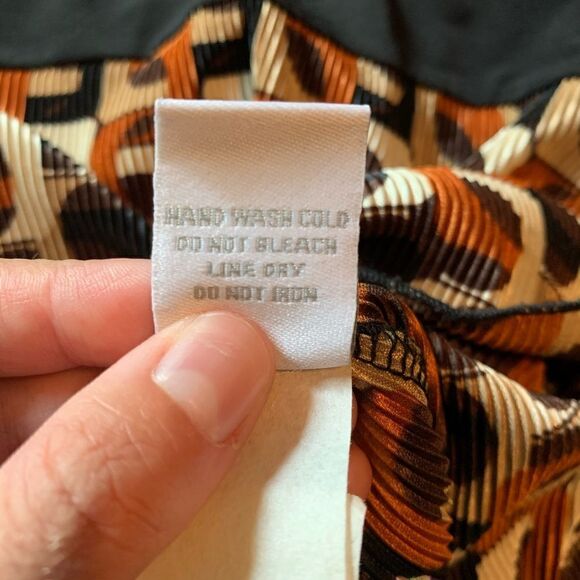 HAND WASH COLD
DO NOT BLEACH
LINE DRY
DO NOT IRON